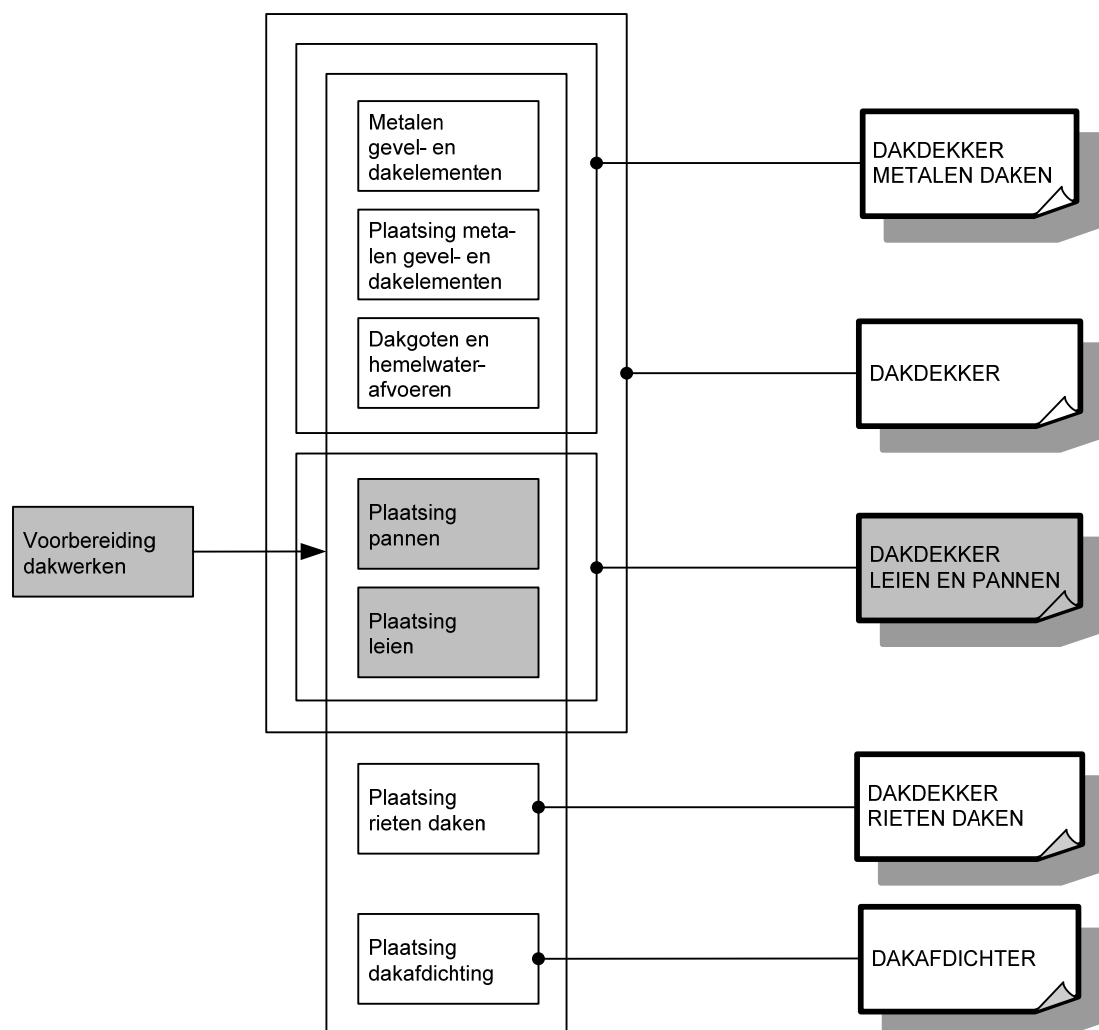 Metalen
gevel- en
dakelementen
DAKDEKKER
METALEN DAKEN
Plaatsing meta-
len gevel- en
dakelementen
Dakgoten en
hemelwater-
afvoeren
DAKDEKKER
Voorbereiding
dakwerken
Plaatsing
pannen
Plaatsing
leien
DAKDEKKER
LEIEN EN PANNEN
Plaatsing
rieten daken
DAKDEKKER
RIETEN DAKEN
Plaatsing
dakafdichting
DAKAFDICHTER